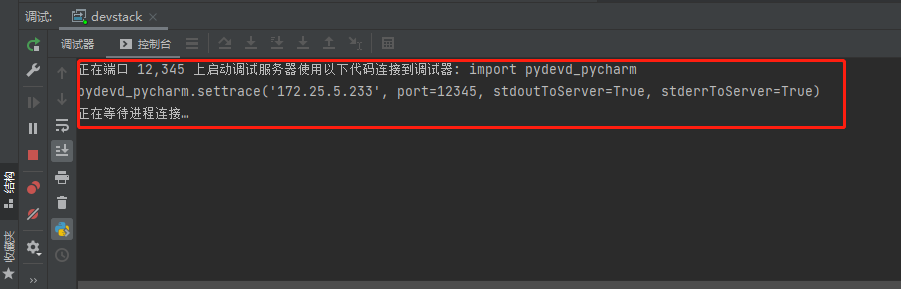 调试:
devstack
调试器
控制台
正在端口 12,345 上启动调试服务器使用以下代码连接到调试器: import pydevd_pycharm
pydevd_pycharm.settrace('172.25.5.233', port=12345, stdoutToServer=True, stderrToServer=True)
正在等待进程连接…
结构
收藏夹